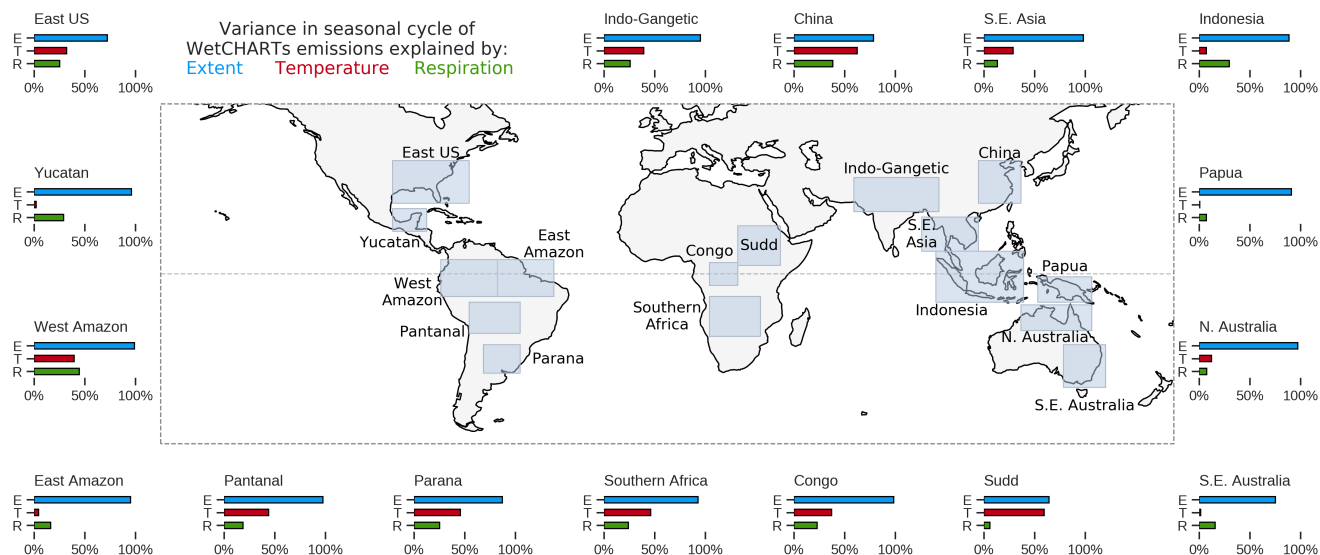 East US
E
T
R
0% 50% 100%
Variance in seasonal cycle of
WetCHARTs emissions explained by:
Extent Temperature Respiration
Indo-Gangetic
E
T
R
0% 50% 100%
China
E
T
R
0% 50% 100%
S.E. Asia
E
T
R
0% 50% 100%
Indonesia
E
T
R
0% 50% 100%
Yucatan
E
T
R
0% 50% 100%
West Amazon
E
T
R
0% 50% 100%
East US
Yucatan
East
Amazon
West
Amazon
Pantanal
Parana
Congo
Sudd
Southern
Africa
Indo-Gangetic
China
S.E.
Asia
Indonesia
Papua
N. Australia
S.E. Australia
Papua
E
T
R
0% 50% 100%
N. Australia
E
T
R
0% 50% 100%
East Amazon
E
T
R
0% 50% 100%
Pantanal
E
T
R
0% 50% 100%
Parana
E
T
R
0% 50% 100%
Southern Africa
E
T
R
0% 50% 100%
Congo
E
T
R
0% 50% 100%
Sudd
E
T
R
0% 50% 100%
S.E. Australia
E
T
R
0% 50% 100%